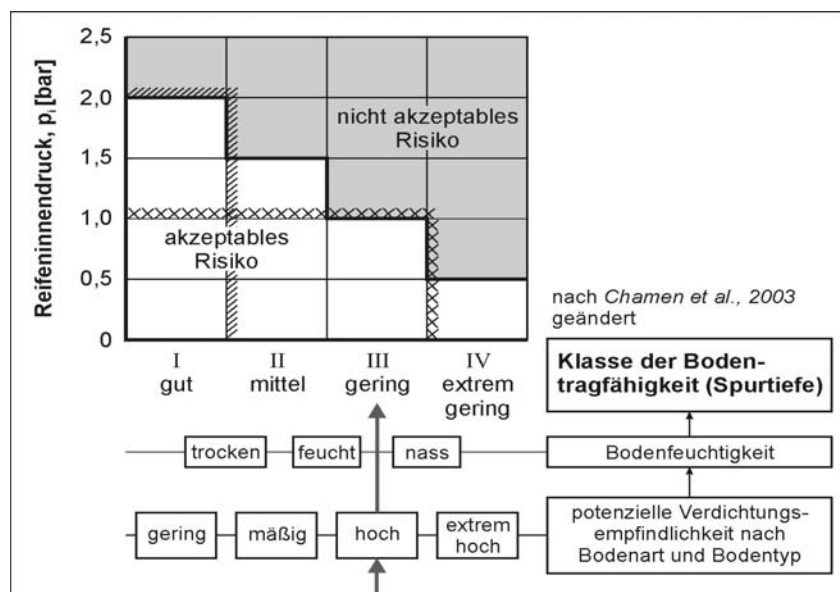 Reifeninnendruck, pᵢ [bar]
2,5
2,0
1,5
1,0
0,5
0
nicht akzeptables
Risiko
akzeptables
Risiko
I
gut
II
mittel
III
gering
IV
extrem
gering
nach Chamen et al., 2003
geändert
Klasse der Boden-
tragfähigkeit (Spurtiefe)
trocken
feucht
nass
Bodenfeuchtigkeit
gering
mäßig
hoch
extrem
hoch
potenzielle Verdichtungs-
empfindlichkeit nach
Bodenart und Bodentyp